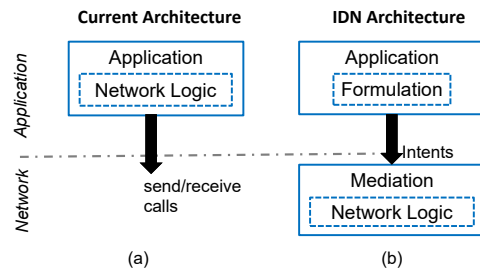 Current Architecture
IDN Architecture
Application
Application
Network Logic
Application
Formulation
Intents
Network
send/receive
calls
Mediation
Network Logic
(a)
(b)